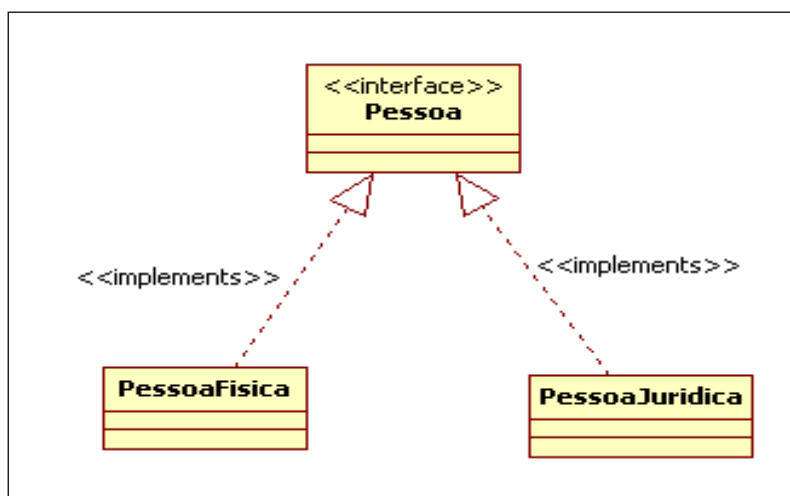 <<interface>>
Pessoa
<<implements>>
<<implements>>
PessoaFisica
PessoaJuridica